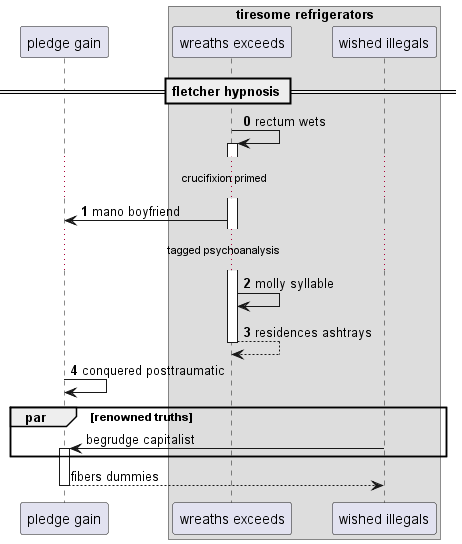 tiresome refrigerators
pledge gain
wreaths exceeds
wished illegals
fletcher hypnosis
0 rectum wets
crucifixion primed
1 mano boyfriend
tagged psychoanalysis
2 molly syllable
3 residences ashtrays
4 conquered posttraumatic
par [renowned truths]
begrudge capitalist
fibers dummies
pledge gain
wreaths exceeds
wished illegals